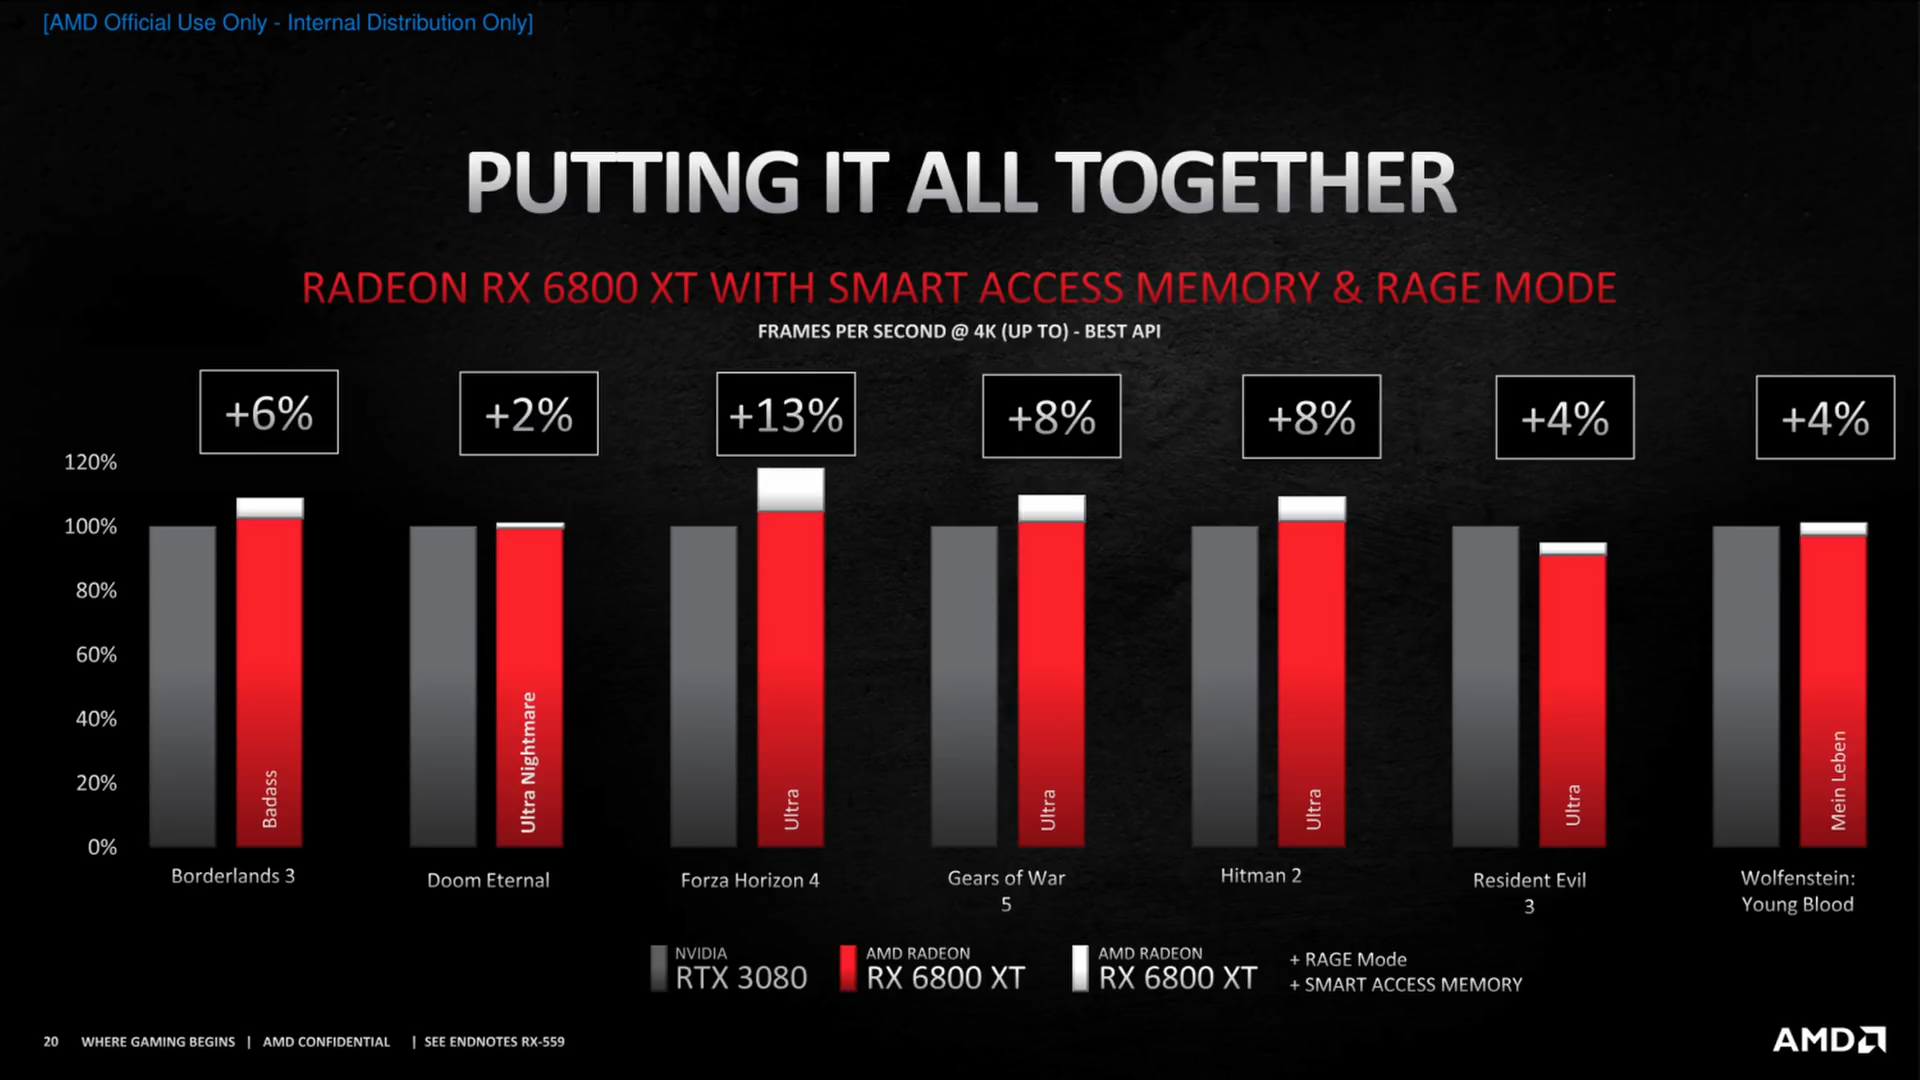 [AMD Official Use Only - Internal Distribution Only]
PUTTING IT ALL TOGETHER
RADEON RX 6800 XT WITH SMART ACCESS MEMORY & RAGE MODE
FRAMES PER SECOND @ 4K (UP TO) - BEST API
+6%
+2%
+13%
+8%
+8%
+4%
+4%
120%
100%
80%
60%
40%
20%
0%
Badass
Ultra Nightmare
Ultra
Ultra
Ultra
Ultra
Mein Leben
Borderlands 3
Doom Eternal
Forza Horizon 4
Gears of War
5
Hitman 2
Resident Evil
3
Wolfenstein:
Young Blood
NVIDIA
RTX 3080
AMD RADEON
RX 6800 XT
AMD RADEON
RX 6800 XT
+ RAGE Mode
+ SMART ACCESS MEMORY
20 WHERE GAMING BEGINS | AMD CONFIDENTIAL | SEE ENDNOTES RX-559
AMD